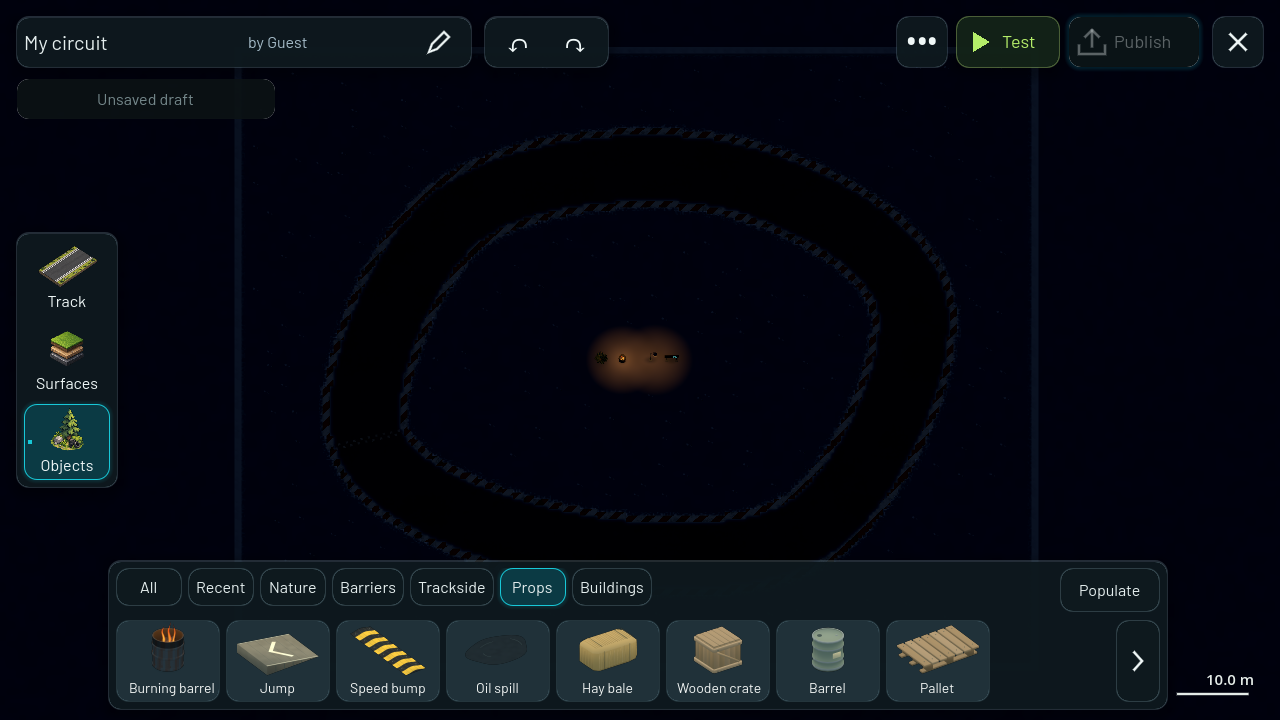 My circuit
by Guest
Test
Publish
Unsaved draft
Track
Surfaces
Objects
All
Recent
Nature
Barriers
Trackside
Props
Buildings
Populate
Burning barrel
Jump
Speed bump
Oil spill
Hay bale
Wooden crate
Barrel
Pallet
10.0 m